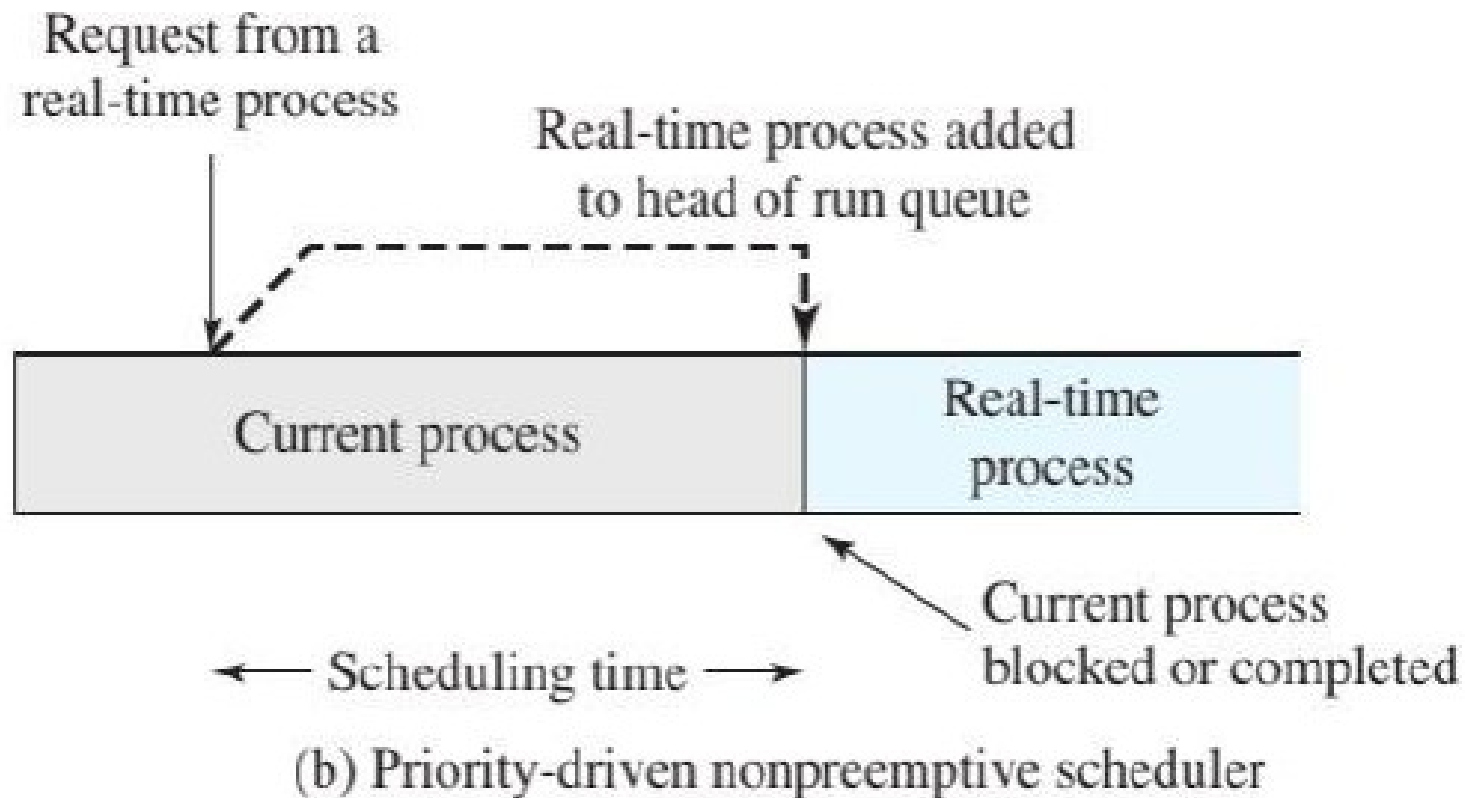 Request from a
real-time process
Real-time process added
to head of run queue
Current process
Real-time
process
Current process
blocked or completed
Scheduling time
(b) Priority-driven nonpreemptive scheduler